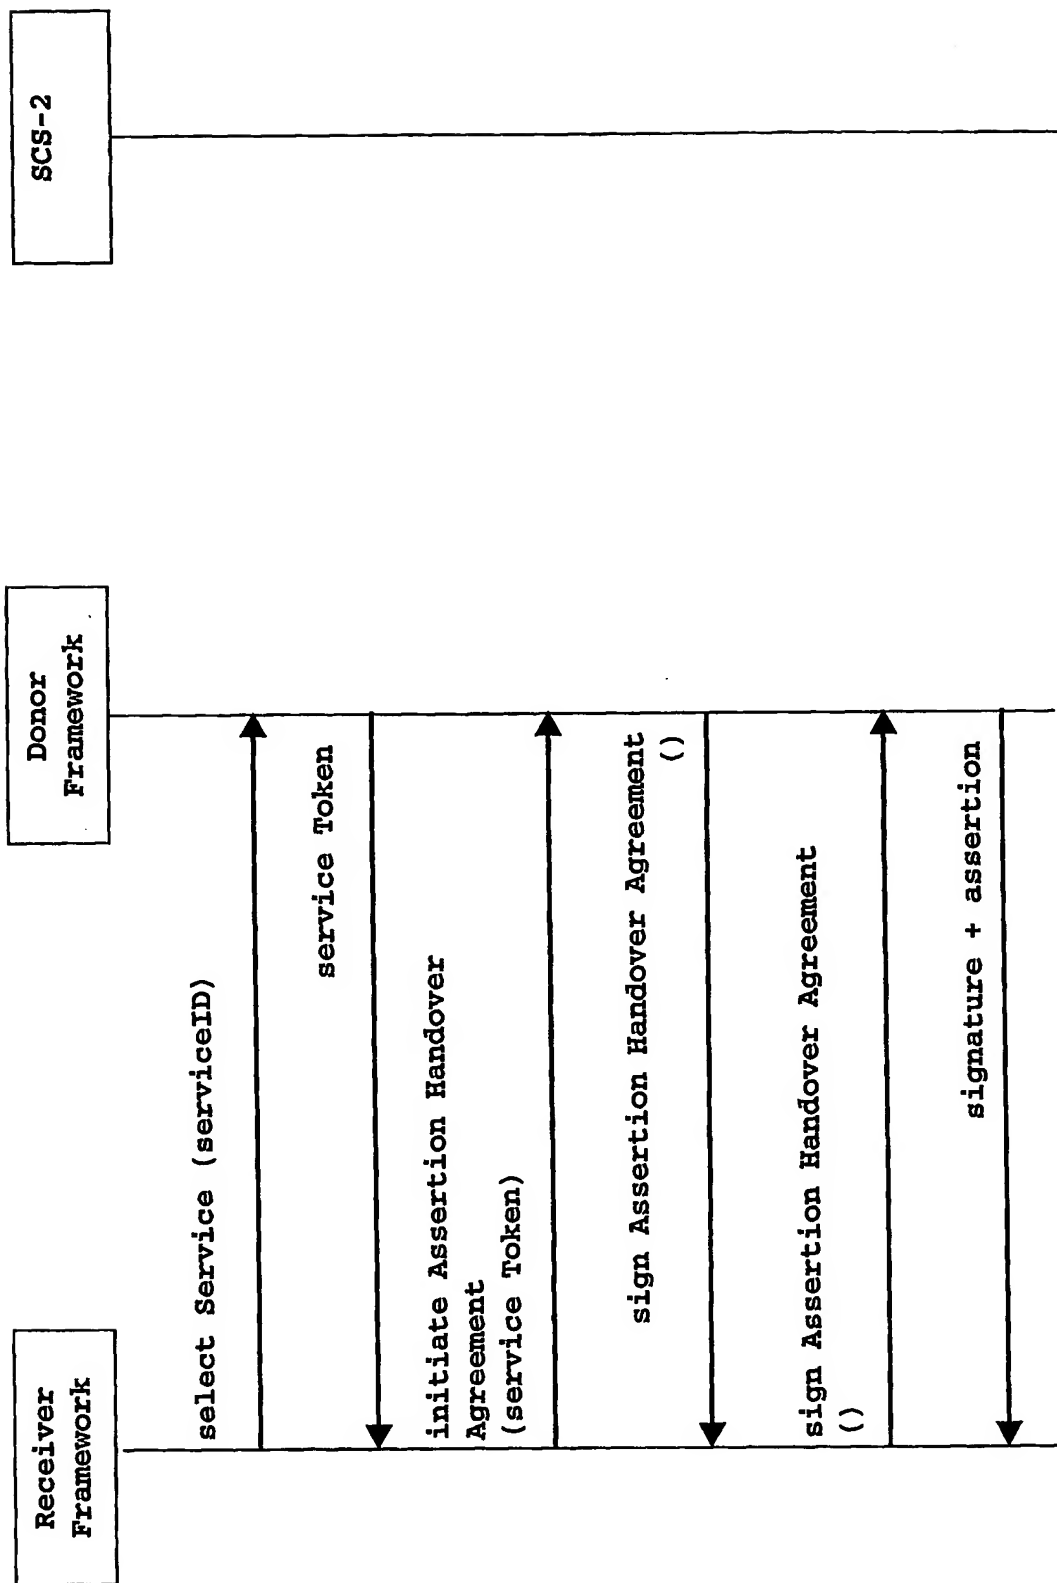 Receiver
Framework
Donor
Framework
SCS-2
select Service (serviceID)
service Token
initiate Assertion Handover
Agreement
(service Token)
sign Assertion Handover Agreement
()
sign Assertion Handover Agreement
()
signature + assertion